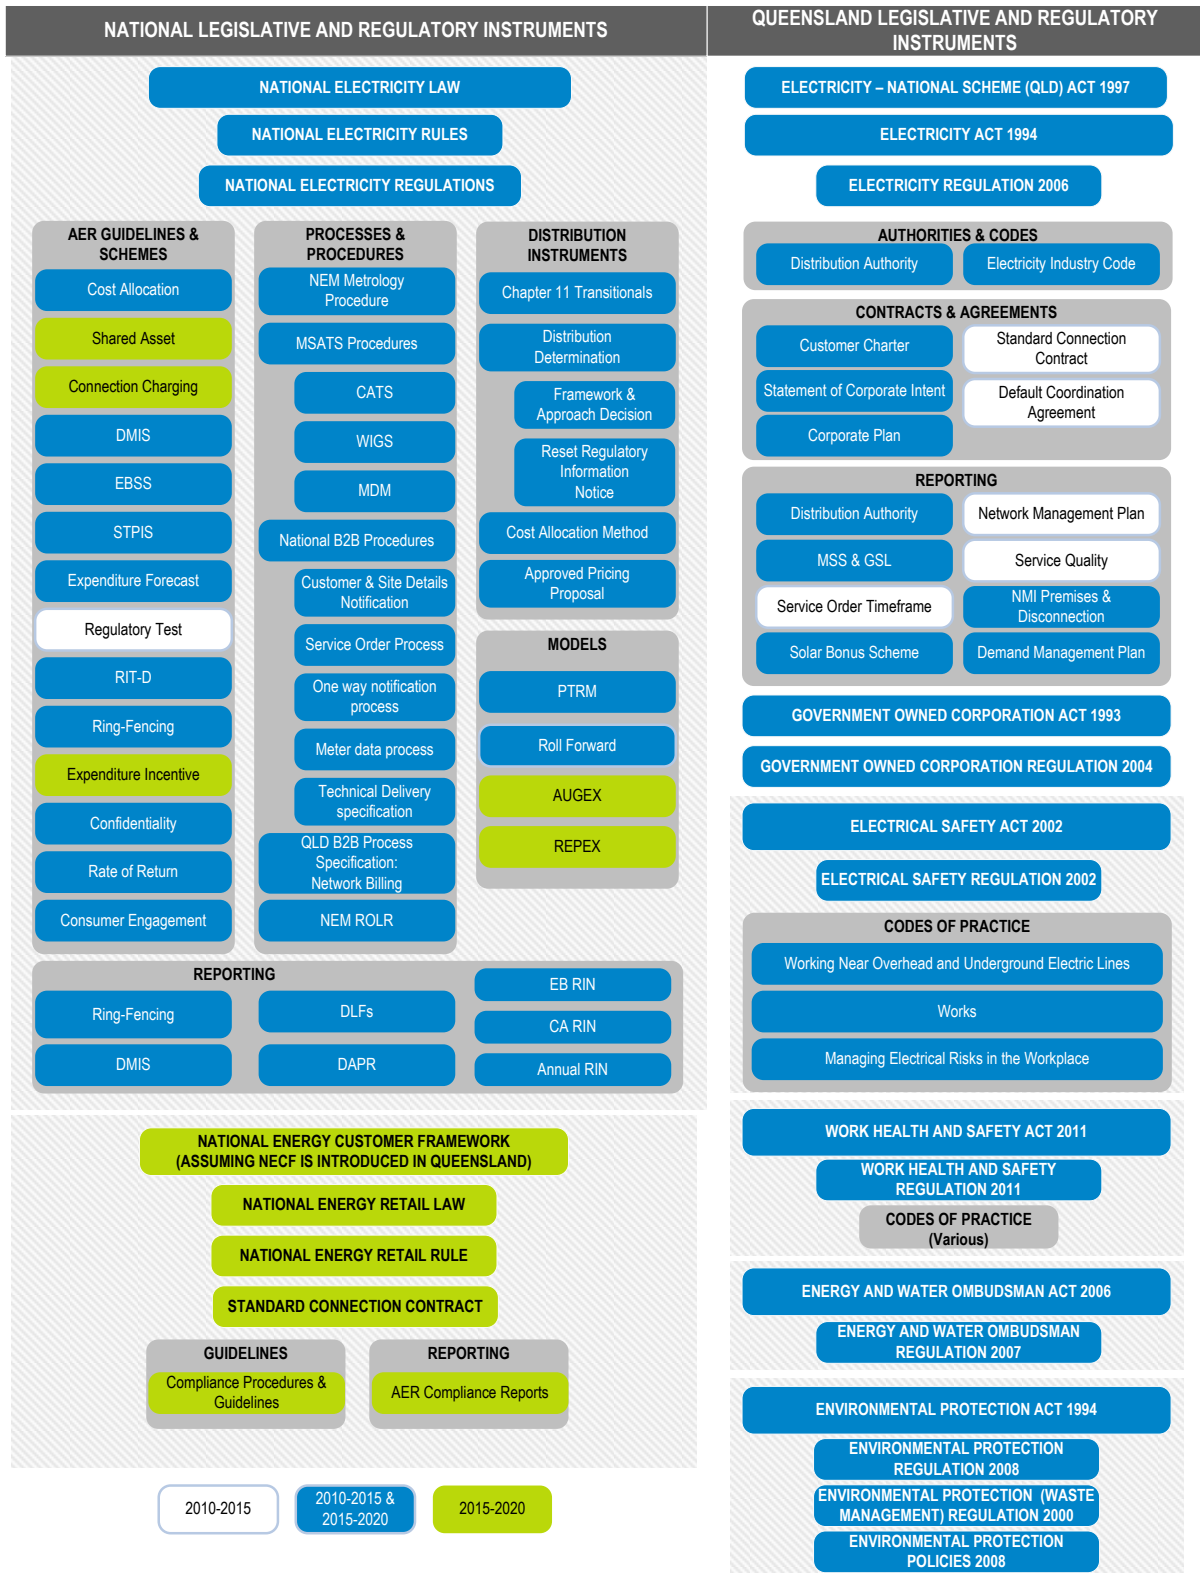 NATIONAL LEGISLATIVE AND REGULATORY INSTRUMENTS
NATIONAL ELECTRICITY LAW
NATIONAL ELECTRICITY RULES
NATIONAL ELECTRICITY REGULATIONS
AER GUIDELINES &
SCHEMES
Cost Allocation
Shared Asset
Connection Charging
DMIS
EBSS
STPIS
Expenditure Forecast
Regulatory Test
RIT-D
Ring-Fencing
Expenditure Incentive
Confidentiality
Rate of Return
Consumer Engagement
PROCESSES &
PROCEDURES
NEM Metrology
Procedure
MSATS Procedures
CATS
WIGS
MDM
National B2B Procedures
Customer & Site Details
Notification
Service Order Process
One way notification
process
Meter data process
Technical Delivery
specification
QLD B2B Process
Specification:
Network Billing
NEM ROLR
DISTRIBUTION
INSTRUMENTS
Chapter 11 Transitionals
Distribution
Determination
Framework &
Approach Decision
Reset Regulatory
Information
Notice
Cost Allocation Method
Approved Pricing
Proposal
MODELS
PTRM
Roll Forward
AUGEX
REPEX
REPORTING
Ring-Fencing
DMIS
DLFs
DAPR
EB RIN
CA RIN
Annual RIN
NATIONAL ENERGY CUSTOMER FRAMEWORK
(ASSUMING NECF IS INTRODUCED IN QUEENSLAND)
NATIONAL ENERGY RETAIL LAW
NATIONAL ENERGY RETAIL RULE
STANDARD CONNECTION CONTRACT
GUIDELINES
Compliance Procedures &
Guidelines
REPORTING
AER Compliance Reports
2010-2015
2010-2015 &
2015-2020
2015-2020
QUEENSLAND LEGISLATIVE AND REGULATORY
INSTRUMENTS
ELECTRICITY – NATIONAL SCHEME (QLD) ACT 1997
ELECTRICITY ACT 1994
ELECTRICITY REGULATION 2006
AUTHORITIES & CODES
Distribution Authority
Electricity Industry Code
CONTRACTS & AGREEMENTS
Customer Charter
Statement of Corporate Intent
Corporate Plan
Standard Connection
Contract
Default Coordination
Agreement
REPORTING
Distribution Authority
Network Management Plan
MSS & GSL
Service Quality
Service Order Timeframe
NMI Premises &
Disconnection
Solar Bonus Scheme
Demand Management Plan
GOVERNMENT OWNED CORPORATION ACT 1993
GOVERNMENT OWNED CORPORATION REGULATION 2004
ELECTRICAL SAFETY ACT 2002
ELECTRICAL SAFETY REGULATION 2002
CODES OF PRACTICE
Working Near Overhead and Underground Electric Lines
Works
Managing Electrical Risks in the Workplace
WORK HEALTH AND SAFETY ACT 2011
WORK HEALTH AND SAFETY
REGULATION 2011
CODES OF PRACTICE
(Various)
ENERGY AND WATER OMBUDSMAN ACT 2006
ENERGY AND WATER OMBUDSMAN
REGULATION 2007
ENVIRONMENTAL PROTECTION ACT 1994
ENVIRONMENTAL PROTECTION
REGULATION 2008
ENVIRONMENTAL PROTECTION (WASTE
MANAGEMENT) REGULATION 2000
ENVIRONMENTAL PROTECTION
POLICIES 2008